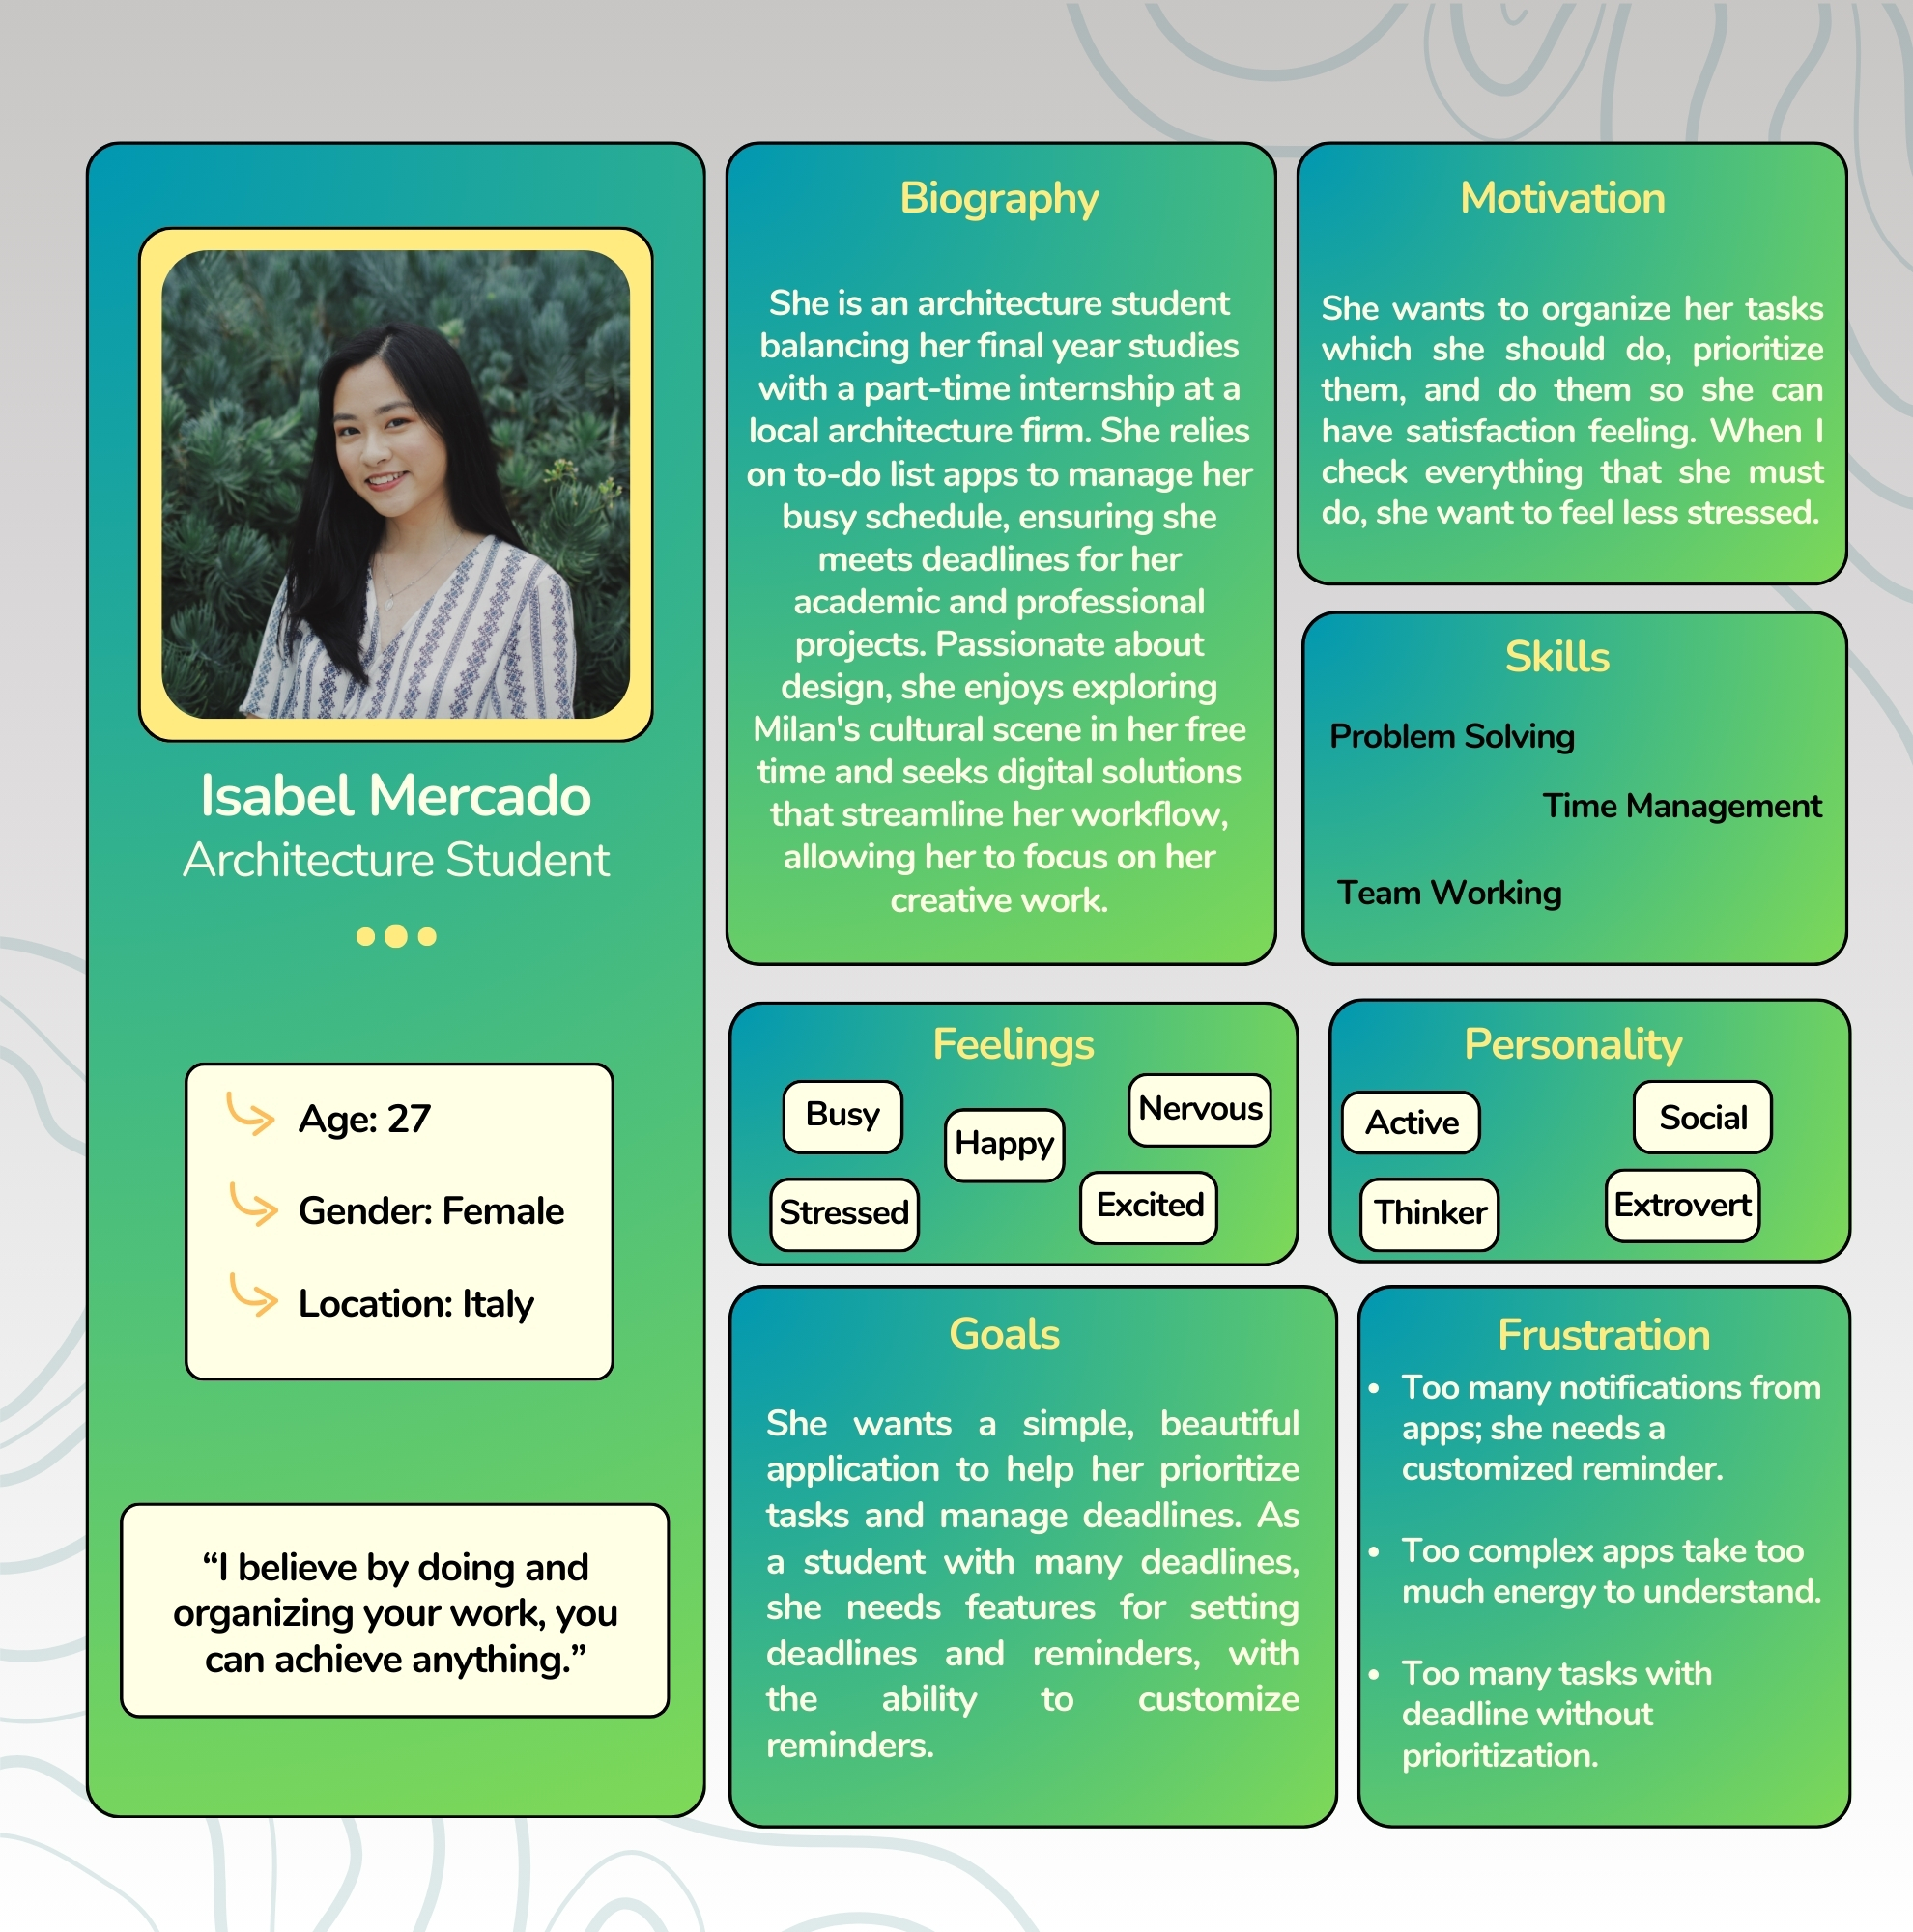 Isabel Mercado
Architecture Student
Age: 27
Gender: Female
Location: Italy
“I believe by doing and
organizing your work, you
can achieve anything.”
Biography
She is an architecture student
balancing her final year studies
with a part-time internship at a
local architecture firm. She relies
on to-do list apps to manage her
busy schedule, ensuring she
meets deadlines for her
academic and professional
projects. Passionate about
design, she enjoys exploring
Milan's cultural scene in her free
time and seeks digital solutions
that streamline her workflow,
allowing her to focus on her
creative work.
Motivation
She wants to organize her tasks
which she should do, prioritize
them, and do them so she can
have satisfaction feeling. When I
check everything that she must
do, she want to feel less stressed.
Skills
Problem Solving
Time Management
Team Working
Feelings
Busy
Happy
Nervous
Stressed
Excited
Personality
Active
Social
Thinker
Extrovert
Goals
She wants a simple, beautiful
application to help her prioritize
tasks and manage deadlines. As
a student with many deadlines,
she needs features for setting
deadlines and reminders, with
the ability to customize
reminders.
Frustration
• Too many notifications from
apps; she needs a
customized reminder.
• Too complex apps take too
much energy to understand.
• Too many tasks with
deadline without
prioritization.